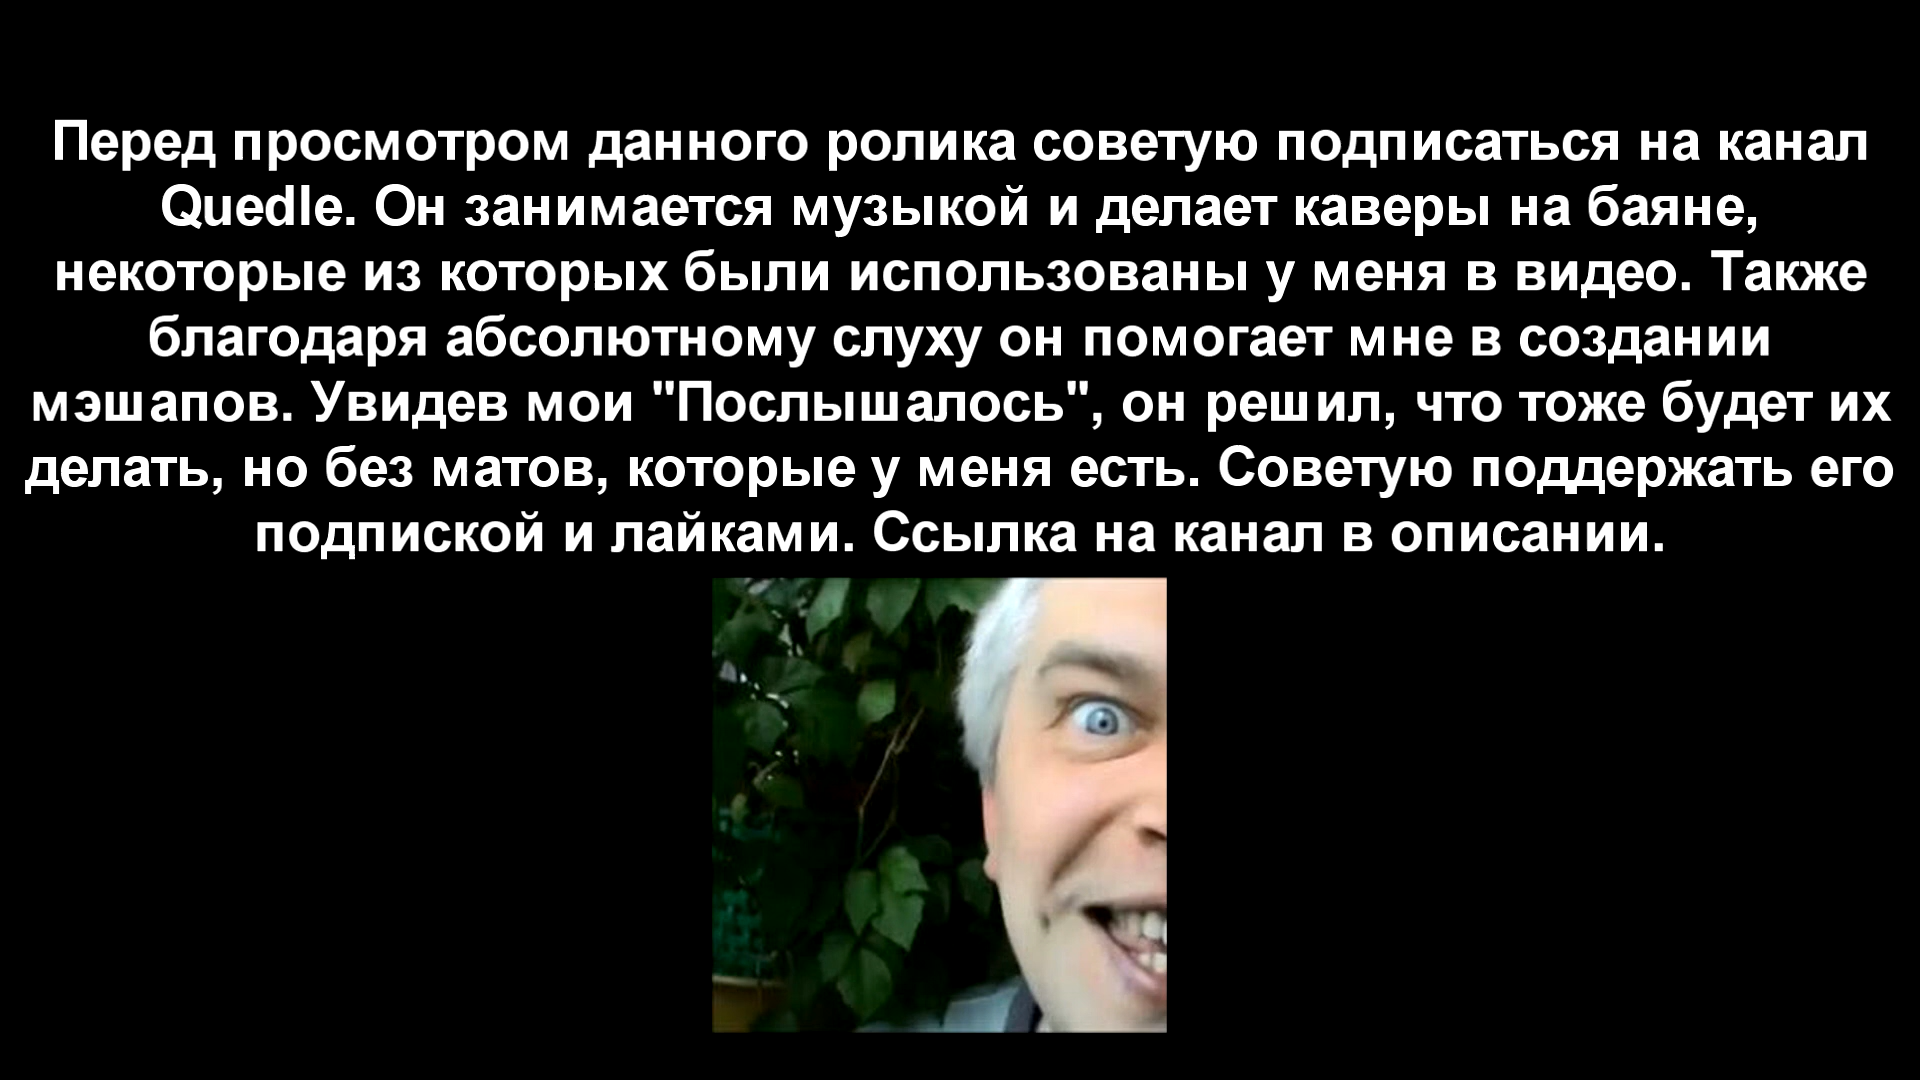 Перед просмотром данного ролика советую подписаться на канал
Quedle. Он занимается музыкой и делает каверы на баяне,
некоторые из которых были использованы у меня в видео. Также
благодаря абсолютному слуху он помогает мне в создании
мэшапов. Увидев мои "Послышалось", он решил, что тоже будет их
делать, но без матов, которые у меня есть. Советую поддержать его
подпиской и лайками. Ссылка на канал в описании.